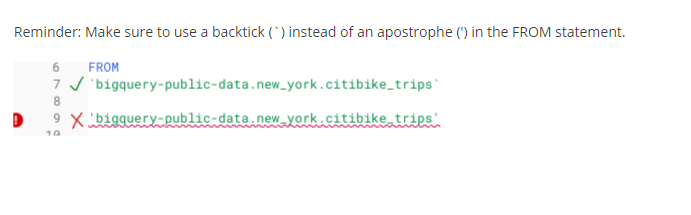 Reminder: Make sure to use a backtick (`) instead of an apostrophe (') in the FROM statement.
6 FROM
7 ✓ `bigquery-public-data.new_york.citibike_trips`
8
9 X 'bigquery-public-data.new_york.citibike_trips'
10